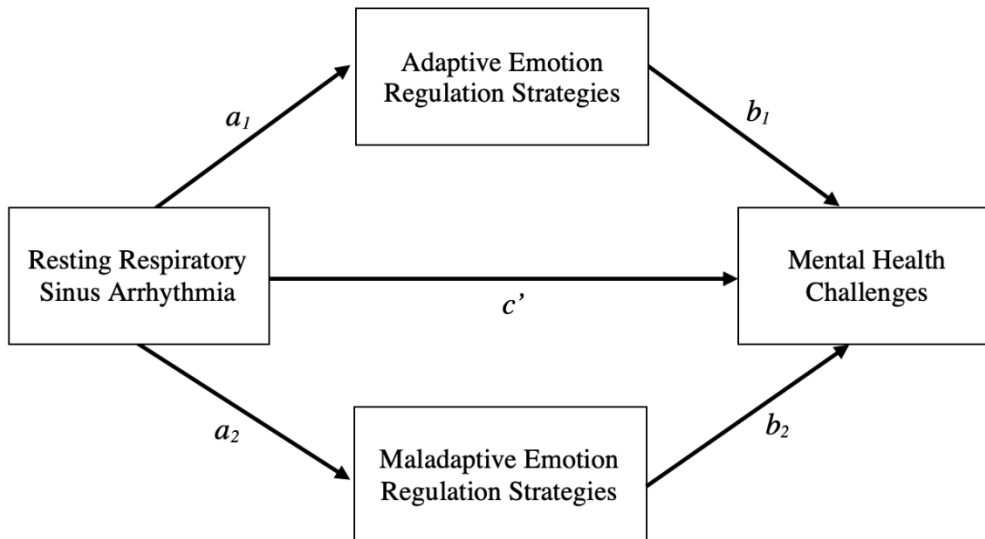 Adaptive Emotion
Regulation Strategies
a₁
b₁
Resting Respiratory
Sinus Arrhythmia
Mental Health
Challenges
c’
a₂
b₂
Maladaptive Emotion
Regulation Strategies